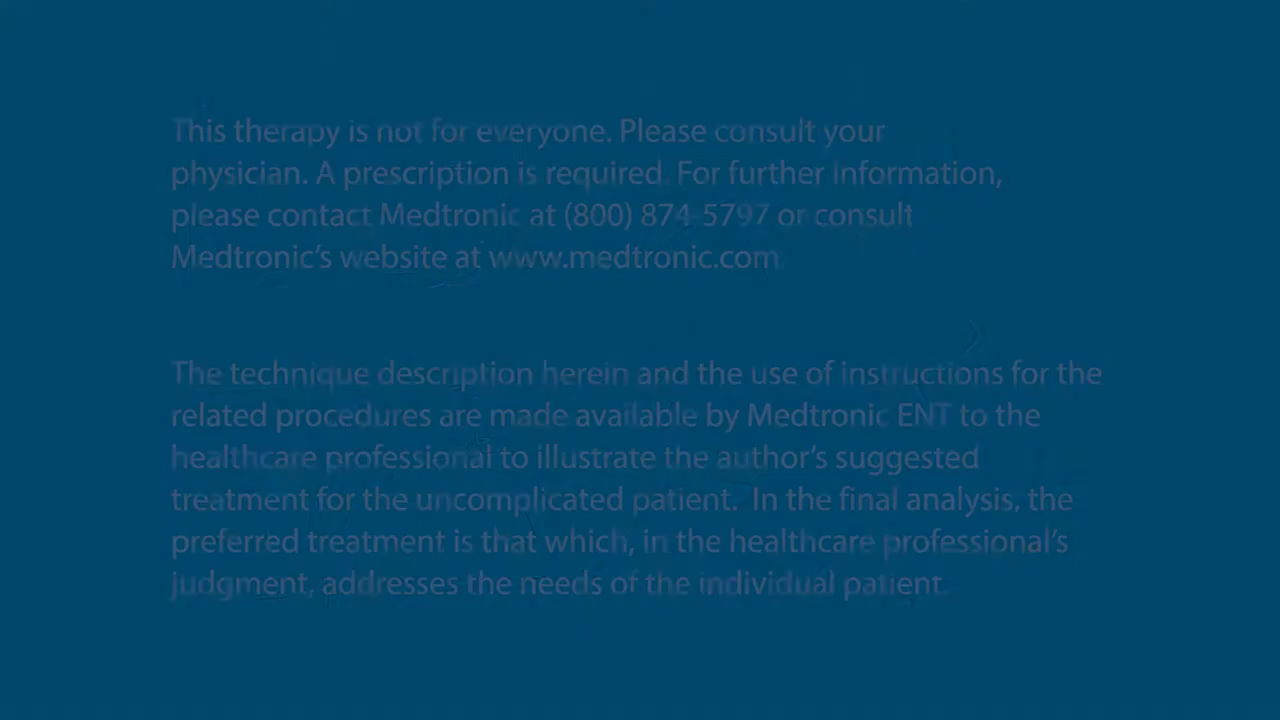 This therapy is not for everyone. Please consult your
physician. A prescription is required. For further information,
please contact Medtronic at (800) 874-5797 or consult
Medtronic’s website at www.medtronic.com
The technique description herein and the use of instructions for the
related procedures are made available by Medtronic ENT to the
healthcare professional to illustrate the author’s suggested
treatment for the uncomplicated patient.  In the final analysis, the
preferred treatment is that which, in the healthcare professional’s
judgment, addresses the needs of the individual patient.